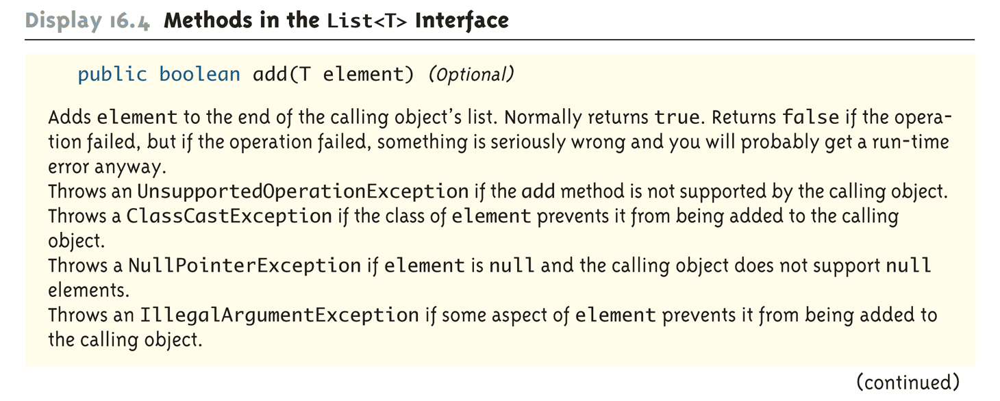 Display 16.4 Methods in the List<T> Interface
public boolean add(T element) (Optional)
Adds element to the end of the calling object's list. Normally returns true. Returns false if the opera-
tion failed, but if the operation failed, something is seriously wrong and you will probably get a run-time
error anyway.
Throws an UnsupportedOperationException if the add method is not supported by the calling object.
Throws a ClassCastException if the class of element prevents it from being added to the calling
object.
Throws a NullPointerException if element is null and the calling object does not support null
elements.
Throws an IllegalArgumentException if some aspect of element prevents it from being added to
the calling object.
(continued)